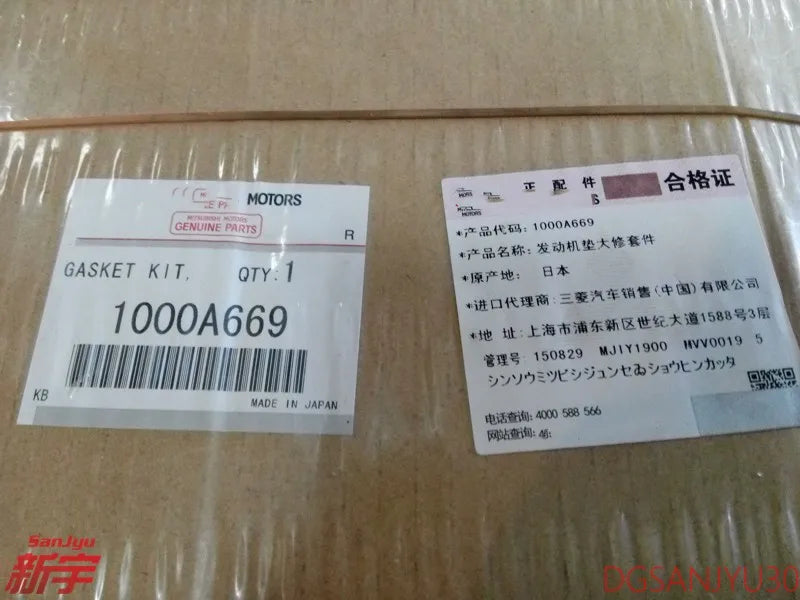 MOTORS
MITSUBISHI MOTORS
GENUINE PARTS
R
GASKET KIT, QTY:1
1000A669
KB
MADE IN JAPAN
正 配 件
合格证
MOTORS
*产品代码: 1000A669
*产品名称: 发动机垫大修套件
*原产地: 日本
*进口代理商: 三菱汽车销售(中国)有限公司
*地 址: 上海市浦东新区世纪大道1588号3层
管理号 150829 MJIY1900 MVV0019 5
シンソウミツビシジュンセゐショウヒンカッタ
电话查询: 4000 588 566
网站查询:
SanJyu
新宇
DGSANJYU30